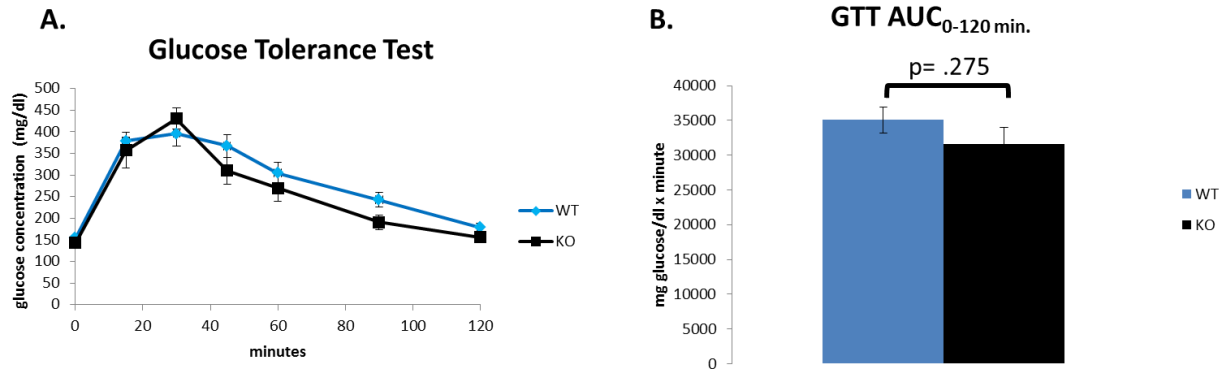 A.
Glucose Tolerance Test
glucose concentration (mg/dl)
500
450
400
350
300
250
200
150
100
50
0
0
20
40
60
80
100
120
minutes
WT
KO
B.
GTT AUC0-120 min.
p= .275
mg glucose/dl x minute
40000
35000
30000
25000
20000
15000
10000
5000
0
WT
KO